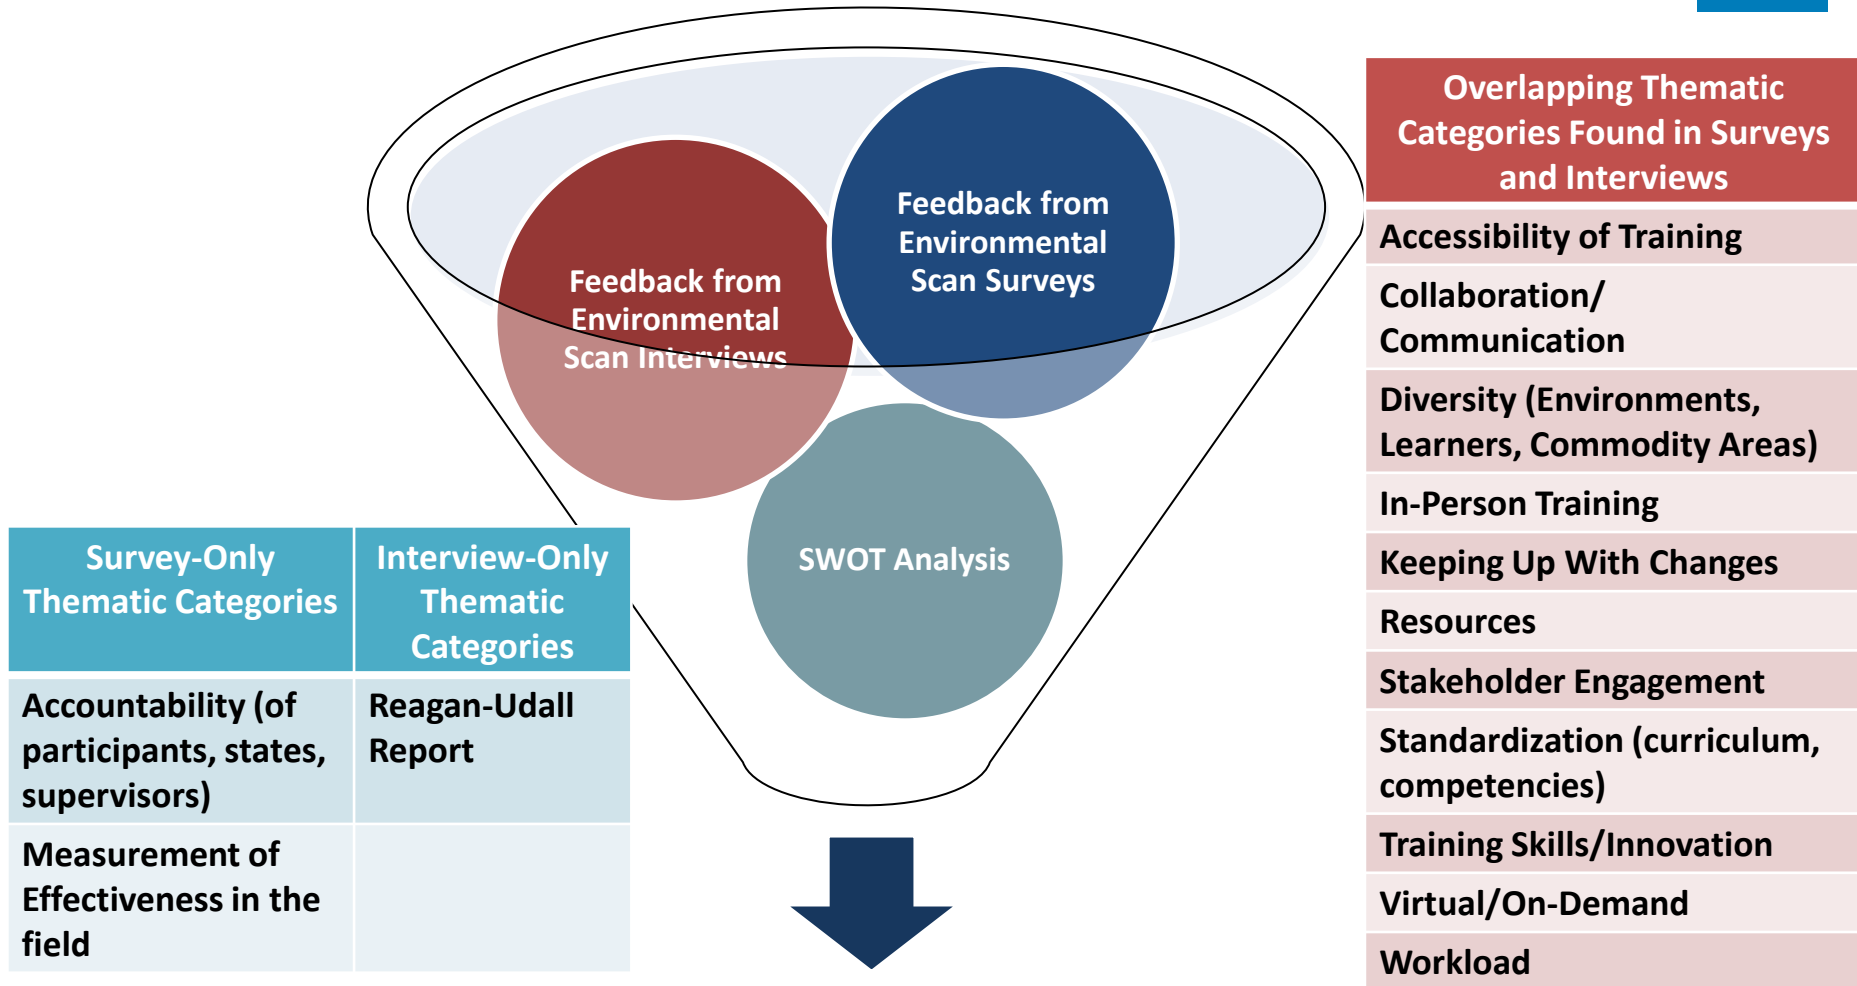 Feedback from
Environmental
Scan Interviews
Feedback from
Environmental
Scan Surveys
SWOT Analysis
Survey-Only
Thematic Categories
Interview-Only
Thematic
Categories
Accountability (of
participants, states,
supervisors)
Reagan-Udall
Report
Measurement of
Effectiveness in the
field
Overlapping Thematic
Categories Found in Surveys
and Interviews
Accessibility of Training
Collaboration/
Communication
Diversity (Environments,
Learners, Commodity Areas)
In-Person Training
Keeping Up With Changes
Resources
Stakeholder Engagement
Standardization (curriculum,
competencies)
Training Skills/Innovation
Virtual/On-Demand
Workload